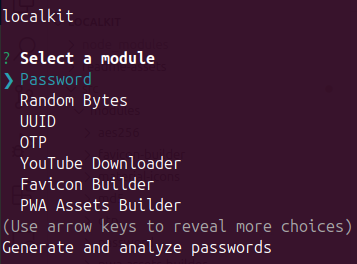 localkit
? Select a module
❯ Password
Random Bytes
UUID
OTP
YouTube Downloader
Favicon Builder
PWA Assets Builder
(Use arrow keys to reveal more choices)
Generate and analyze passwords